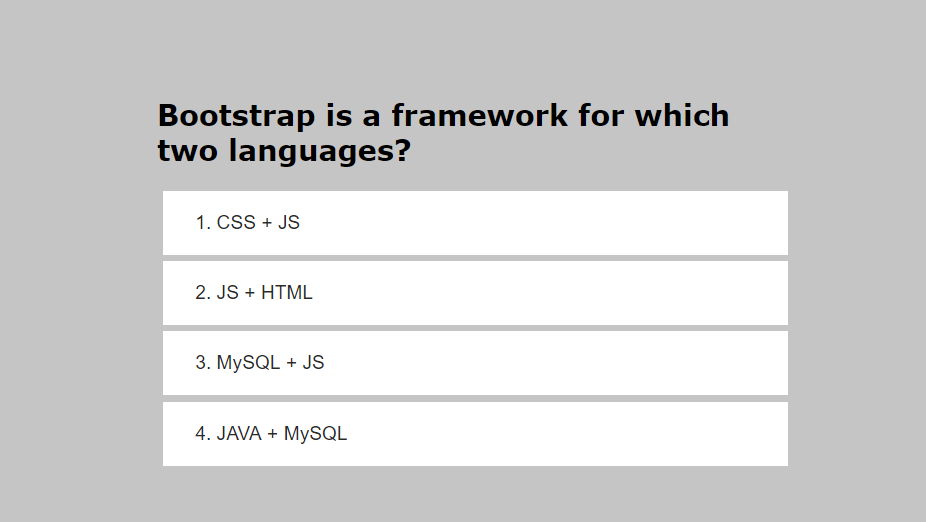 Bootstrap is a framework for which
two languages?
1. CSS + JS
2. JS + HTML
3. MySQL + JS
4. JAVA + MySQL